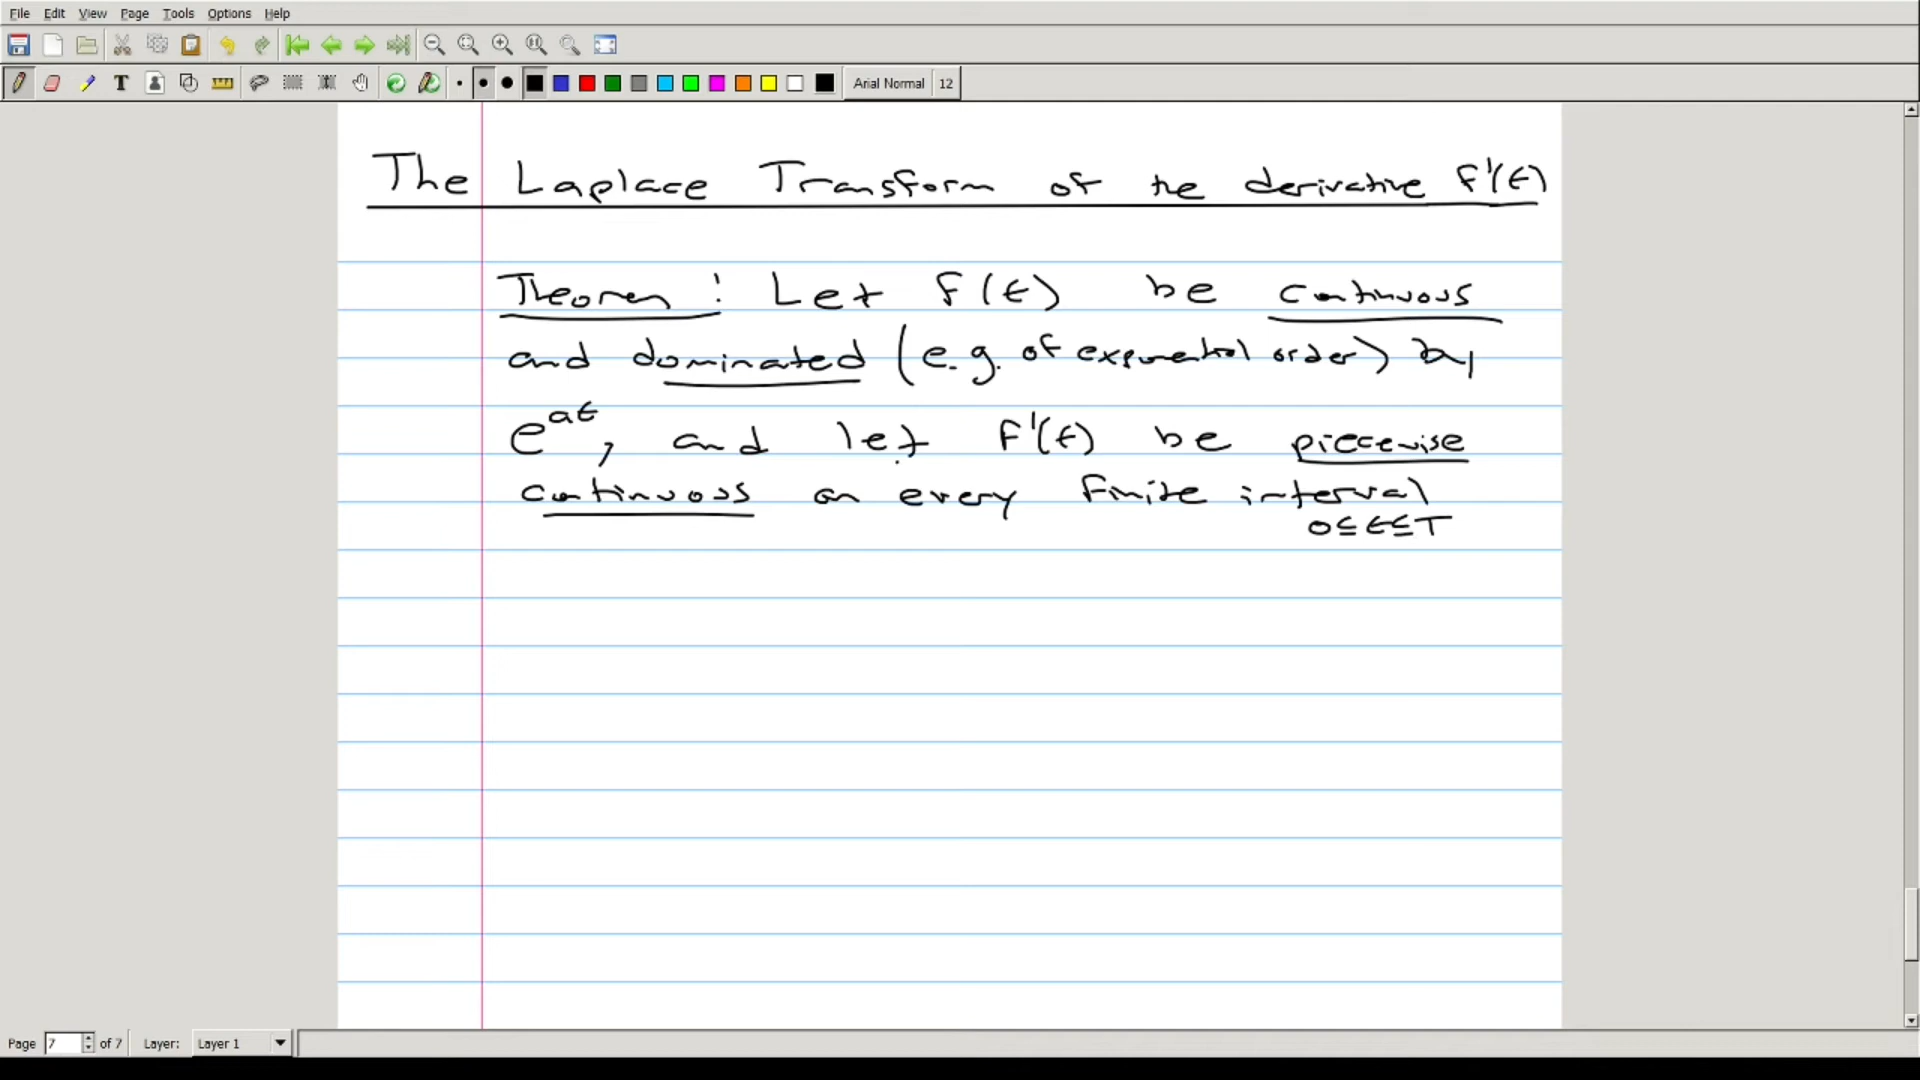 File Edit View Page Tools Options Help
Arial Normal 12
The Laplace Transform of the derivative f'(t)
Theorem: Let f(t) be continuous
and dominated (e.g. of exponential order) by
e^{at}, and let f'(t) be piecewise
continuous on every finite interval
0≤t≤T
Page 7 of 7 Layer: Layer 1